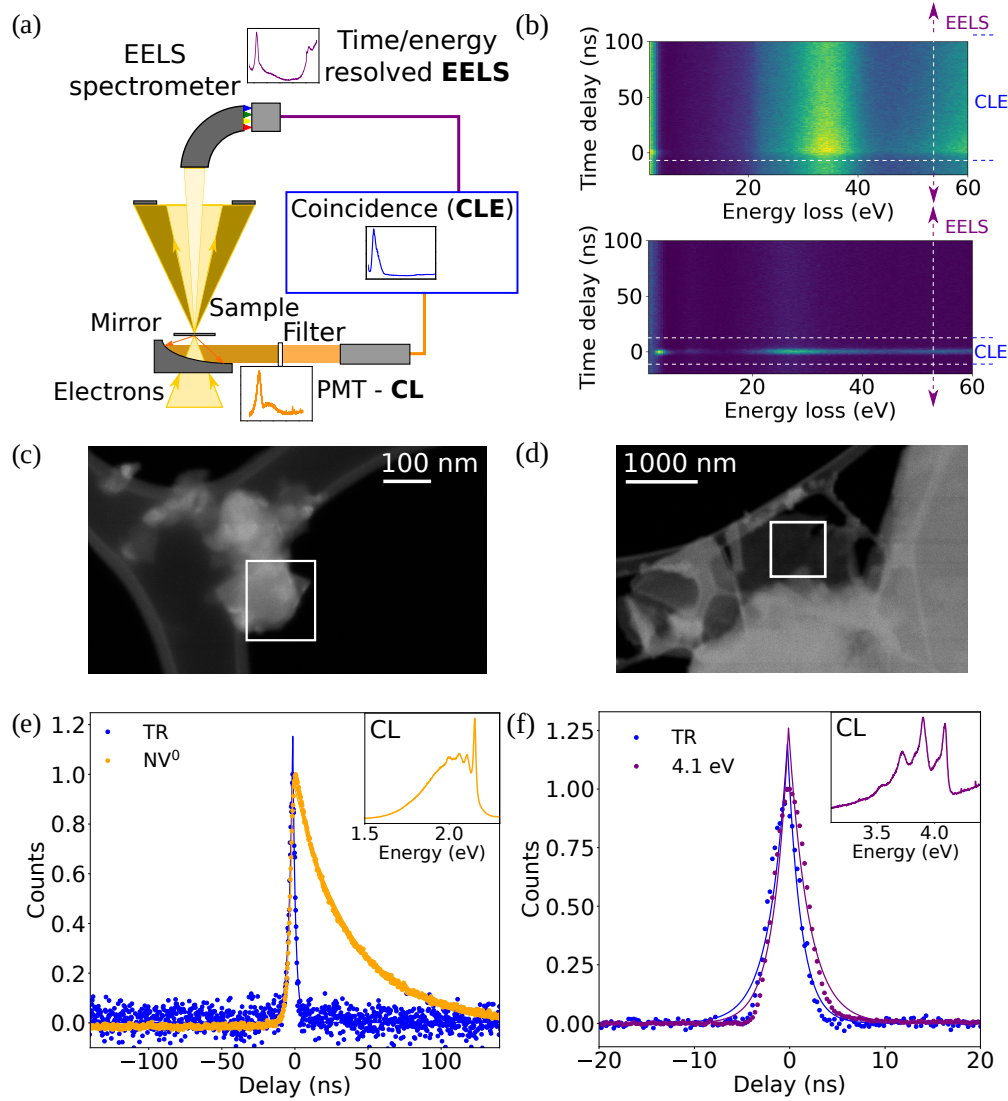 (a)
EELS
spectrometer
Time/energy
resolved EELS
Coincidence (CLE)
Sample
Mirror
Filter
Electrons
PMT - CL
(b)
EELS
100
50
0
Time delay (ns)
CLE
20
40
60
Energy loss (eV)
EELS
100
50
0
Time delay (ns)
CLE
20
40
60
Energy loss (eV)
EELS
(c)
100 nm
(d)
1000 nm
(e)
TR
NV⁰
CL
1.5
2.0
Energy (eV)
1.2
1.0
0.8
0.6
0.4
0.2
0.0
Counts
−100
−50
0
50
100
Delay (ns)
(f)
TR
4.1 eV
CL
3.5
4.0
Energy (eV)
1.25
1.00
0.75
0.50
0.25
0.00
Counts
−20
−10
0
10
20
Delay (ns)